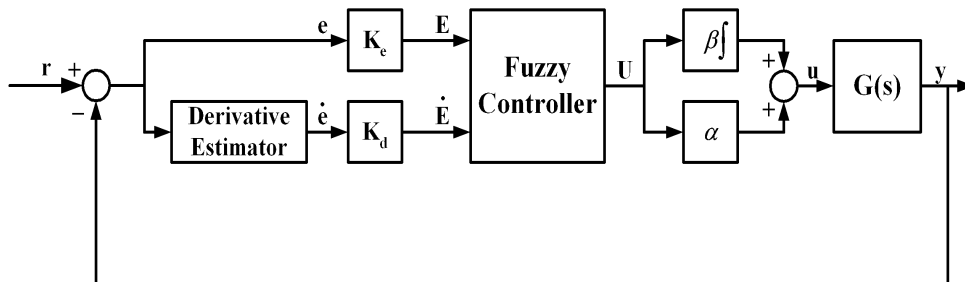 r
+
−
e
K_e
E
Derivative
Estimator
ė
K_d
Ė
Fuzzy
Controller
U
β∫
α
+
+
u
G(s)
y